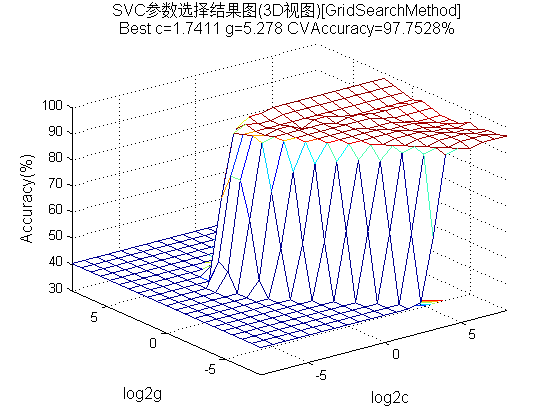 SVC参数选择结果图(3D视图)[GridSearchMethod]
Best c=1.7411 g=5.278 CVAccuracy=97.7528%
100
90
80
70
60
50
40
30
Accuracy(%)
5
0
-5
log2g
-5
0
5
log2c